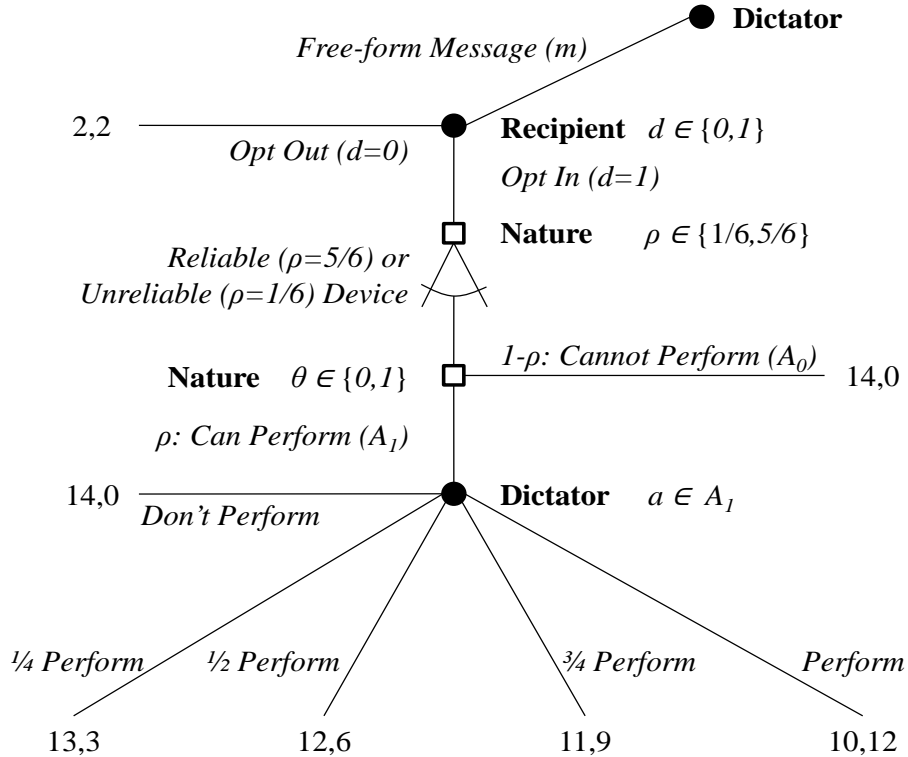 Dictator
Free-form Message (m)
2,2
Recipient d ∈ {0,1}
Opt Out (d=0)
Opt In (d=1)
Nature ρ ∈ {1/6,5/6}
Reliable (ρ=5/6) or
Unreliable (ρ=1/6) Device
1-ρ: Cannot Perform (A₀)
Nature θ ∈ {0,1}
14,0
ρ: Can Perform (A₁)
14,0
Dictator a ∈ A₁
Don't Perform
¼ Perform
½ Perform
¾ Perform
Perform
13,3
12,6
11,9
10,12